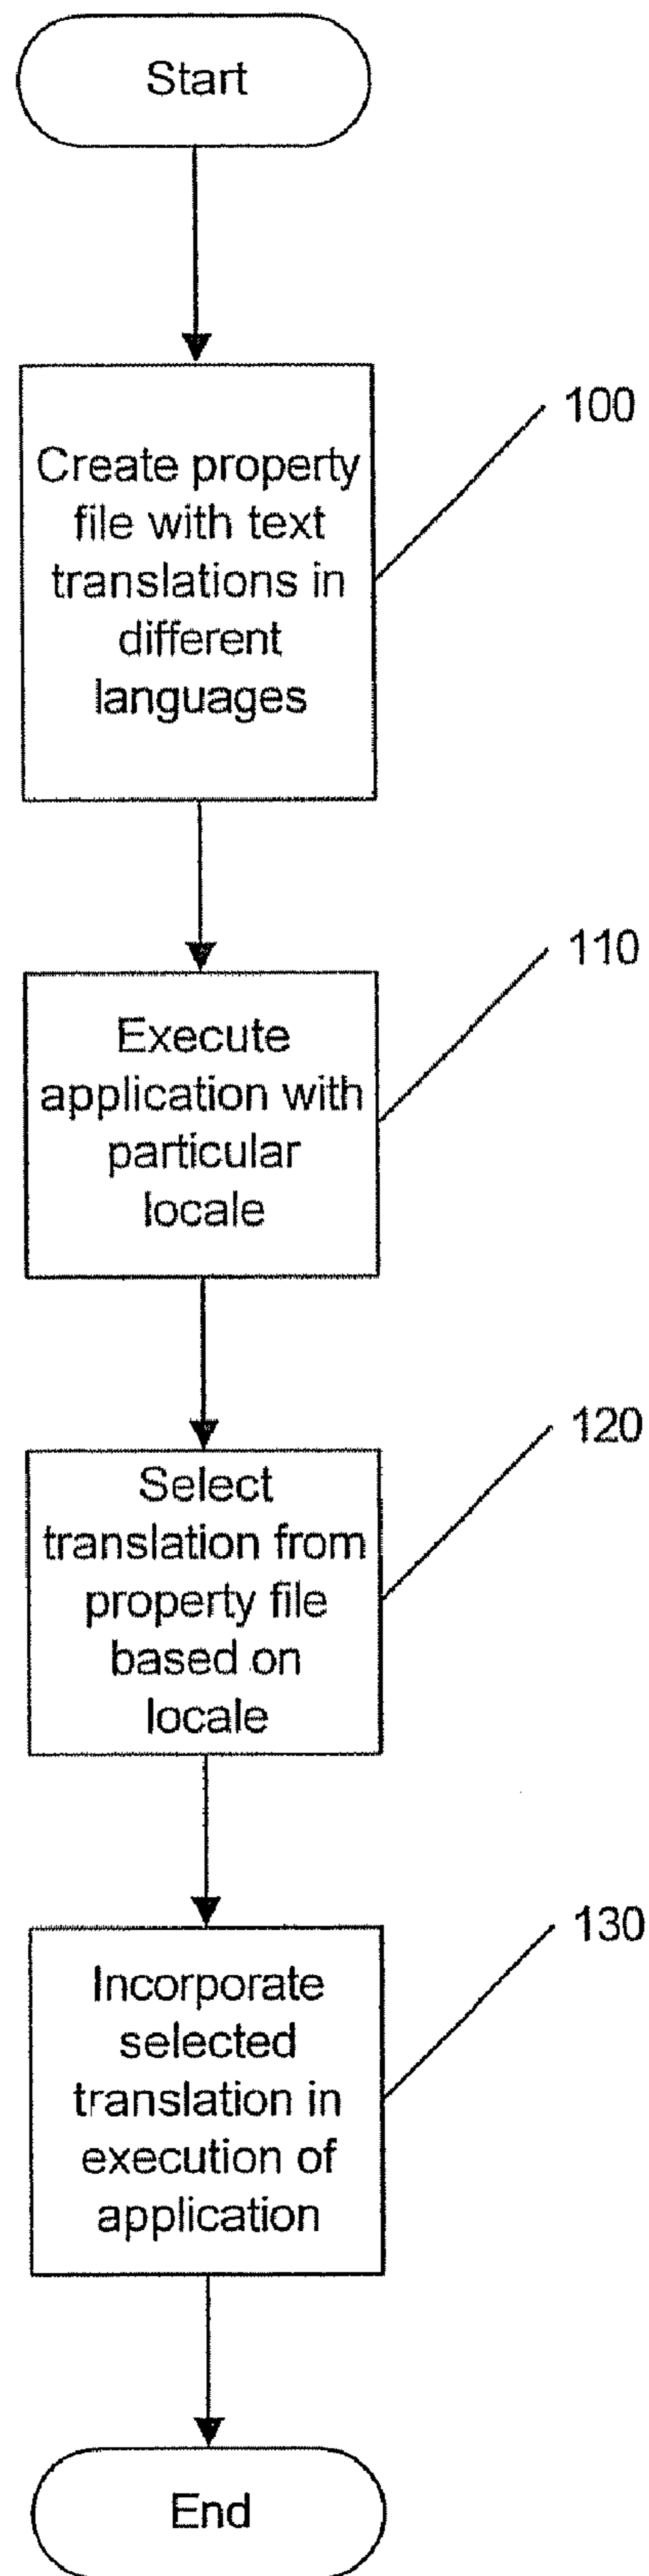 Start
100
Create property
file with text
translations in
different
languages
110
Execute
application with
particular
locale
120
Select
translation from
property file
based on
locale
130
Incorporate
selected
translation in
execution of
application
End